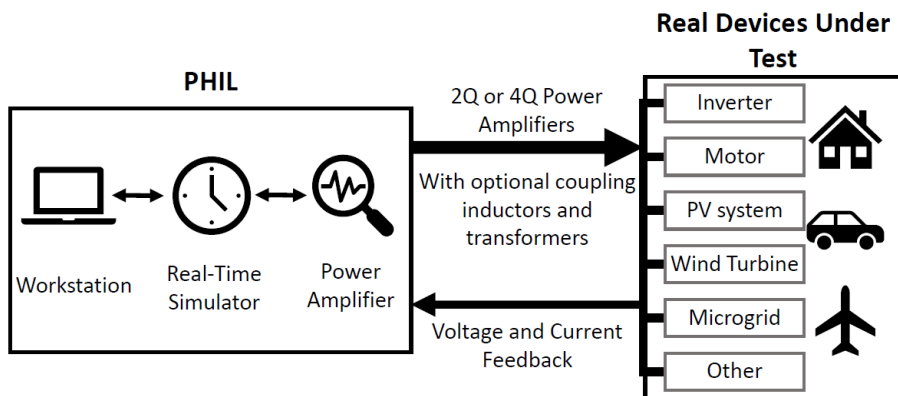 PHIL
Workstation
Real-Time
Simulator
Power
Amplifier
2Q or 4Q Power
Amplifiers
With optional coupling
inductors and
transformers
Voltage and Current
Feedback
Real Devices Under
Test
Inverter
Motor
PV system
Wind Turbine
Microgrid
Other